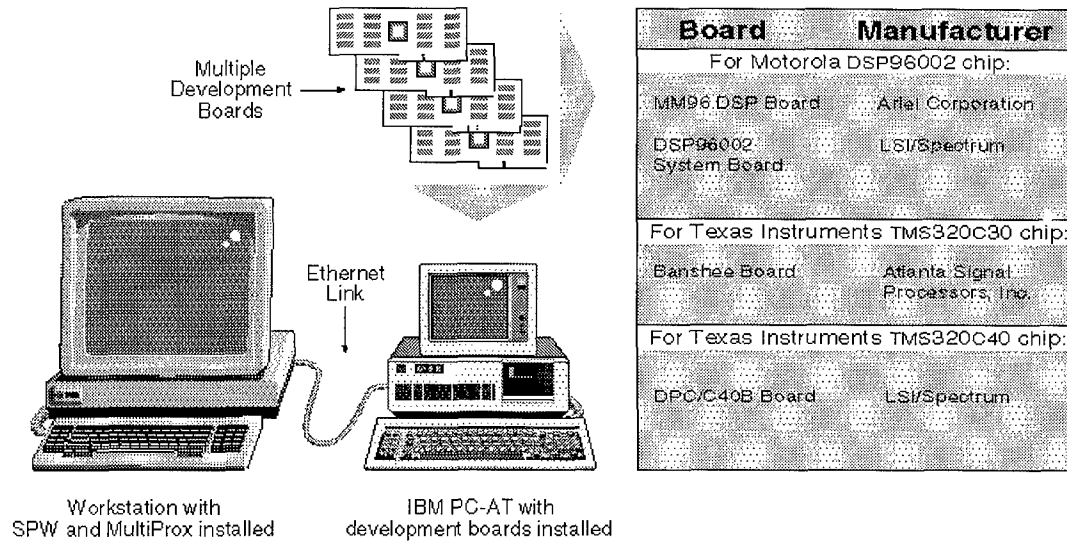 Multiple
Development
Boards
Ethernet
Link
Workstation with
SPW and MultiProx installed
IBM PC-AT with
development boards installed
Board Manufacturer
For Motorola DSP96002 chip:
MM96 DSP Board Ariel Corporation
DSP96002 LSI/Spectrum
System Board
For Texas Instruments TMS320C30 chip:
Banshee Board Atlanta Signal
Processors, Inc.
For Texas Instruments TMS320C40 chip:
DPC/C40B Board LSI/Spectrum